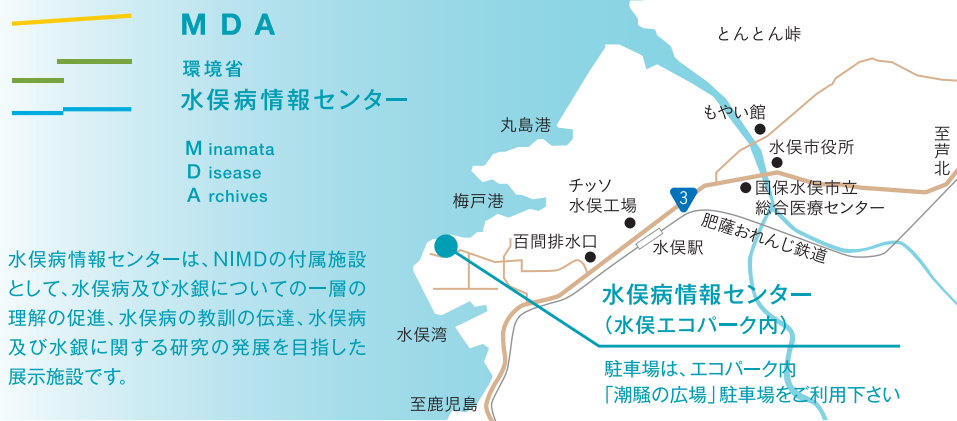 MDA
環境省
水俣病情報センター
Minamata
Disease
Archives
水俣病情報センターは、NIMDの付属施設
として、水俣病及び水銀についての一層の
理解の促進、水俣病の教訓の伝達、水俣病
及び水銀に関する研究の発展を目指した
展示施設です。
とんとん峠
もやい館
丸島港
水俣市役所
至芦北
チッソ
水俣工場
国保水俣市立
総合医療センター
梅戸港
3
百間排水口
水俣駅
肥薩おれんじ鉄道
水俣病情報センター
(水俣エコパーク内)
水俣湾
駐車場は、エコパーク内
「潮騒の広場」駐車場をご利用下さい
至鹿児島